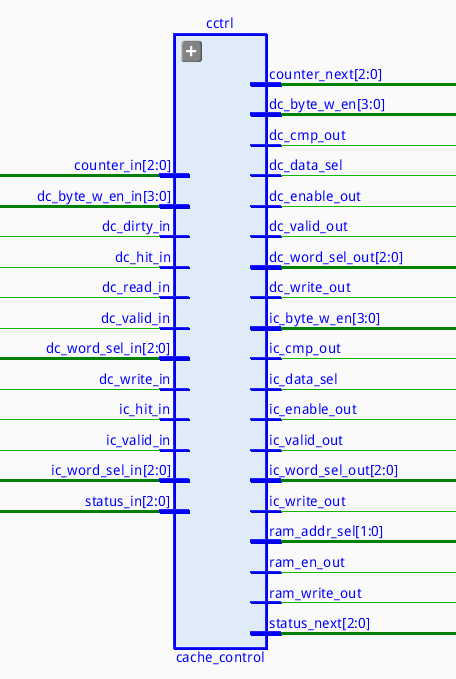 cctrl
counter_next[2:0]
dc_byte_w_en[3:0]
dc_cmp_out
counter_in[2:0] dc_data_sel
dc_byte_w_en_in[3:0] dc_enable_out
dc_dirty_in dc_valid_out
dc_hit_in dc_word_sel_out[2:0]
dc_read_in dc_write_out
dc_valid_in ic_byte_w_en[3:0]
dc_word_sel_in[2:0] ic_cmp_out
dc_write_in ic_data_sel
ic_hit_in ic_enable_out
ic_valid_in ic_valid_out
ic_word_sel_in[2:0] ic_word_sel_out[2:0]
status_in[2:0] ic_write_out
ram_addr_sel[1:0]
ram_en_out
ram_write_out
status_next[2:0]
cache_control